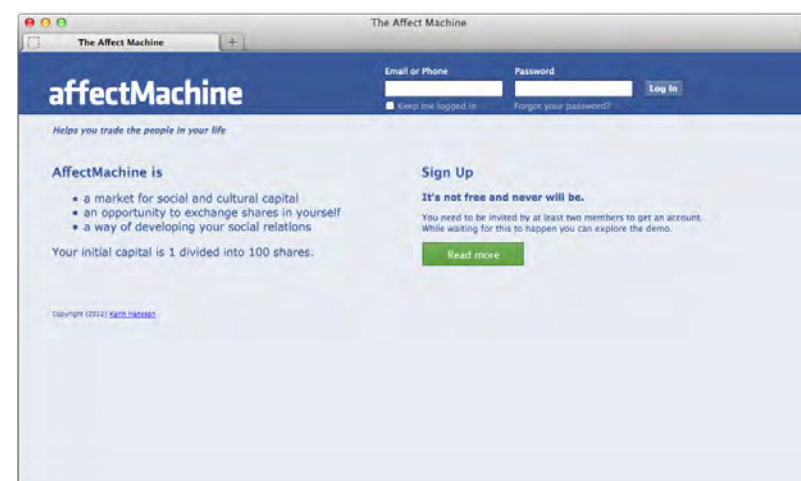 The Affect Machine
The Affect Machine
+
Email or Phone
Password
affectMachine
Log In
Keep me logged in
Forgot your password?
Helps you trade the people in your life
AffectMachine is
• a market for social and cultural capital
• an opportunity to exchange shares in yourself
• a way of developing your social relations
Your initial capital is 1 divided into 100 shares.
Sign Up
It's not free and never will be.
You need to be invited by at least two members to get an account.
While waiting for this to happen you can explore the demo.
Read more
Copyright (2012) Karin Hansson